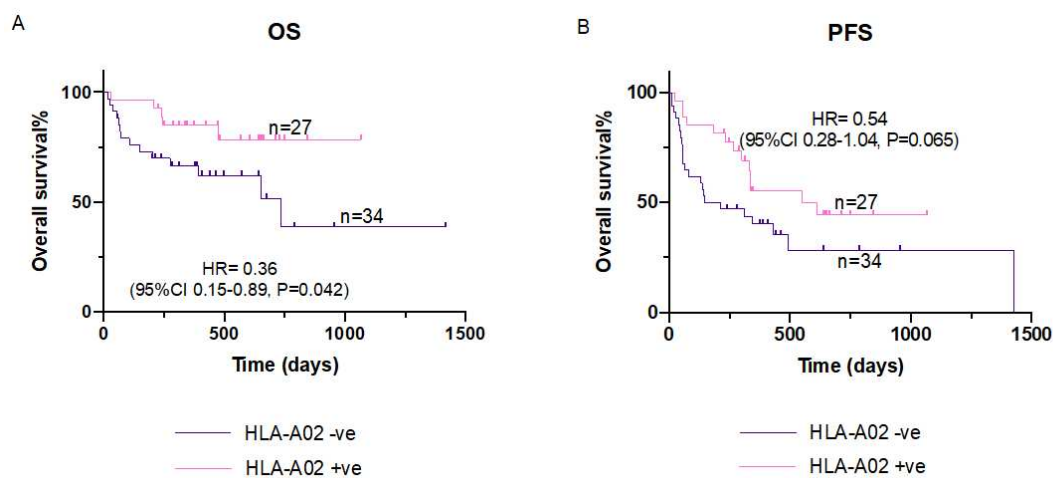 A
OS
Overall survival%
100
50
0
n=27
n=34
HR= 0.36
(95%CI 0.15-0.89, P=0.042)
0
500
1000
1500
Time (days)
HLA-A02 -ve
HLA-A02 +ve
B
PFS
Overall survival%
100
50
0
HR= 0.54
(95%CI 0.28-1.04, P=0.065)
n=27
n=34
0
500
1000
1500
Time (days)
HLA-A02 -ve
HLA-A02 +ve